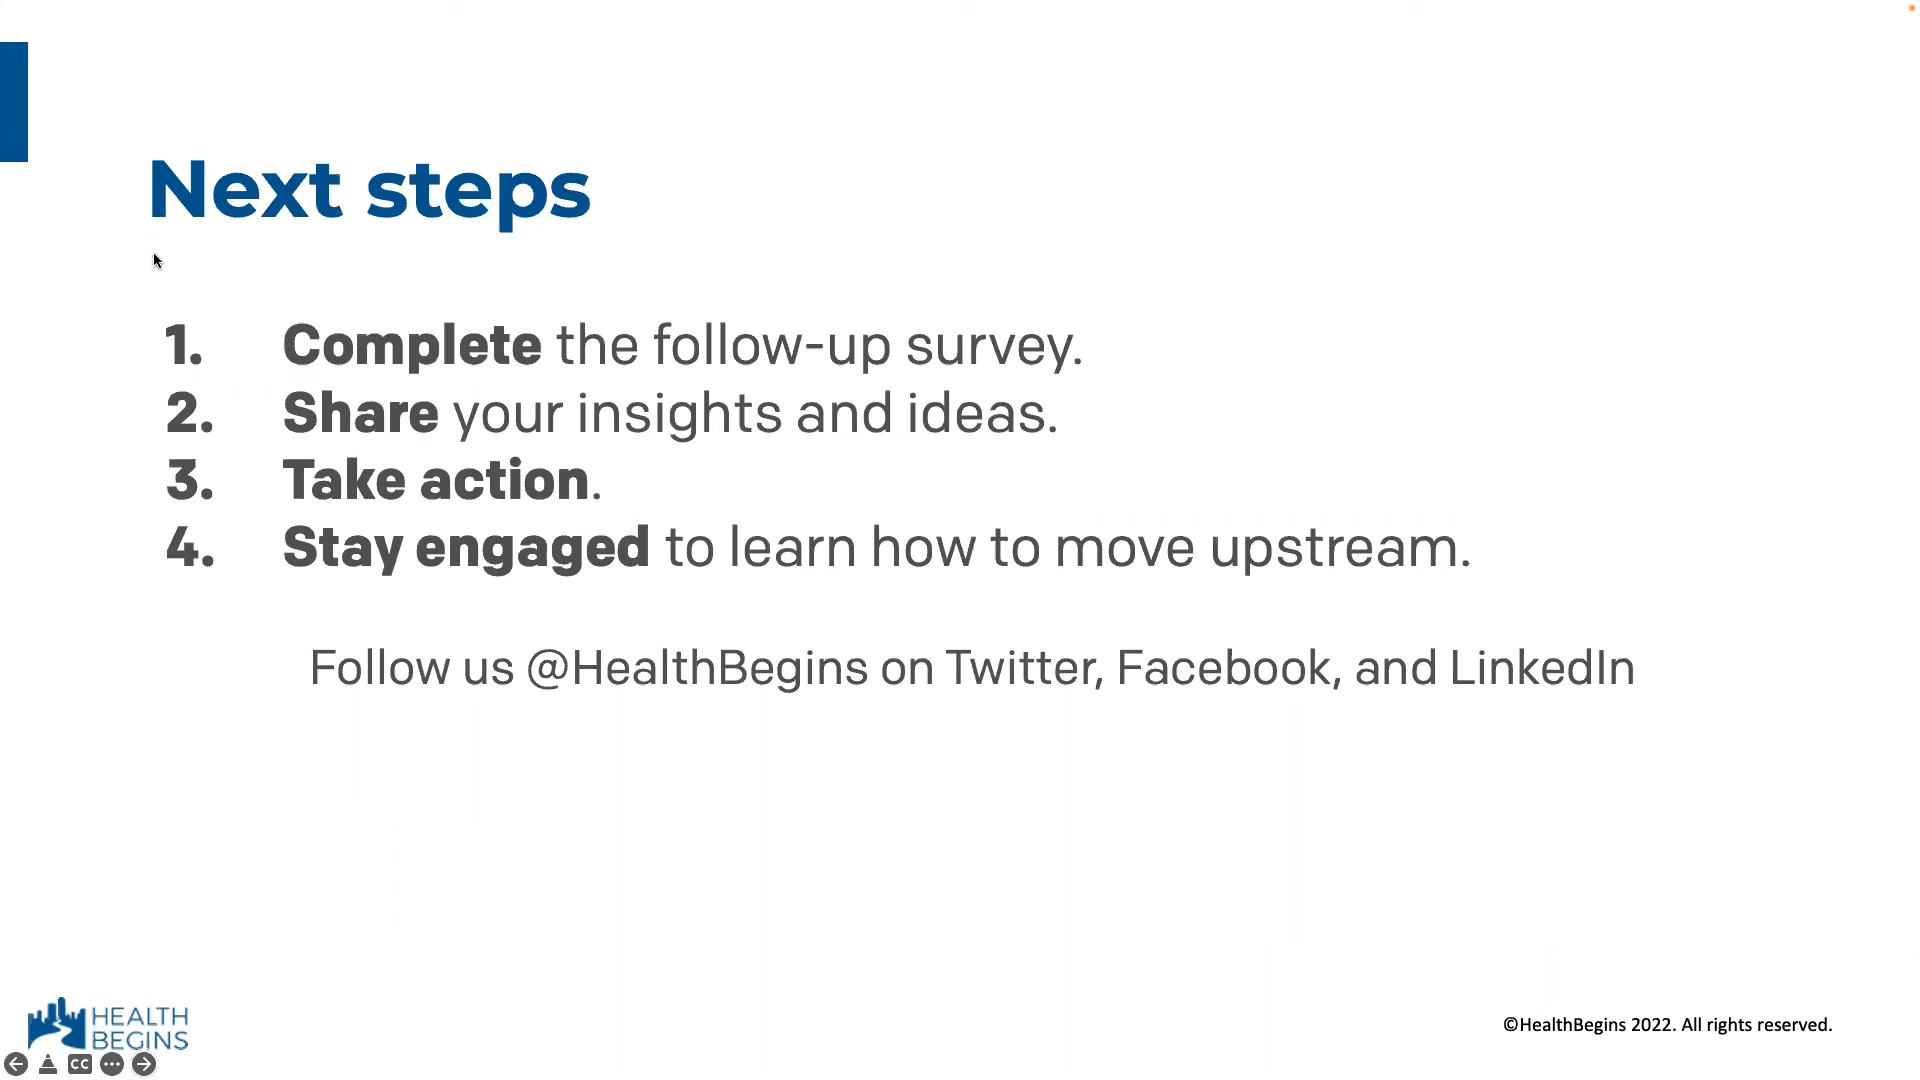 Next steps
1. Complete the follow-up survey.
2. Share your insights and ideas.
3. Take action.
4. Stay engaged to learn how to move upstream.
Follow us @HealthBegins on Twitter, Facebook, and LinkedIn
HEALTH
BEGINS
©HealthBegins 2022. All rights reserved.
CC